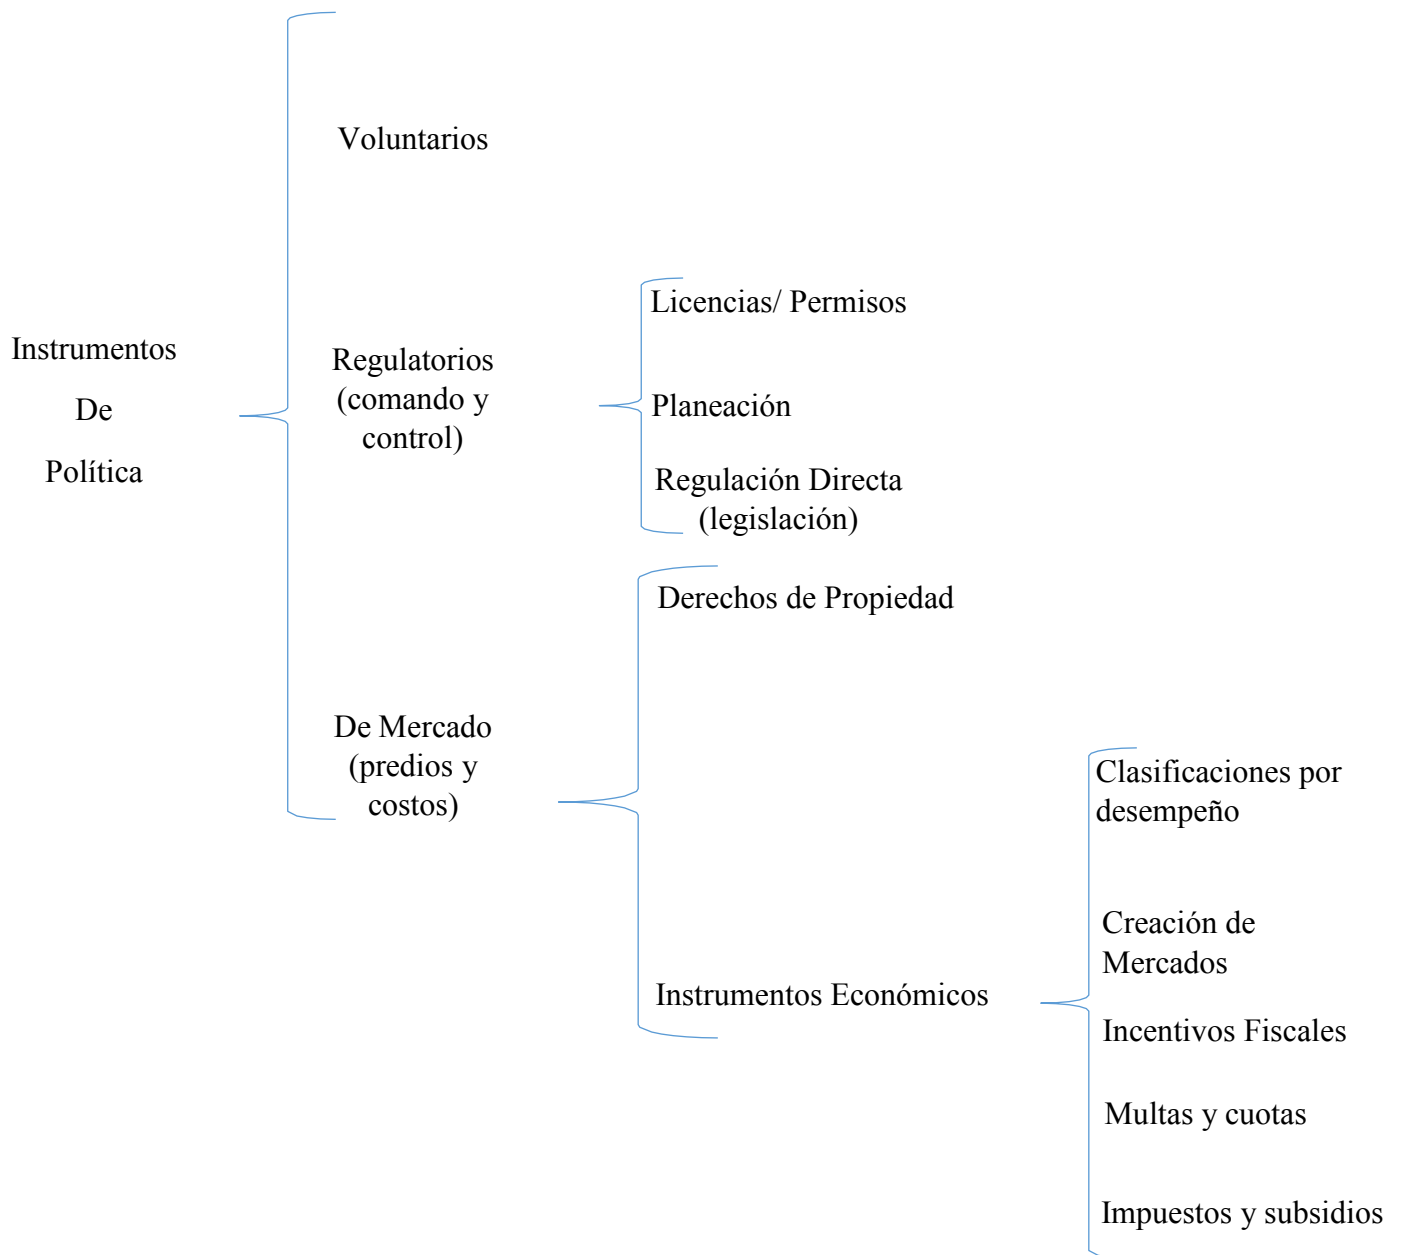 Instrumentos
De
Política
Voluntarios
Regulatorios
(comando y
control)
Licencias/ Permisos
Planeación
Regulación Directa
(legislación)
De Mercado
(predios y
costos)
Derechos de Propiedad
Instrumentos Económicos
Clasificaciones por
desempeño
Creación de
Mercados
Incentivos Fiscales
Multas y cuotas
Impuestos y subsidios